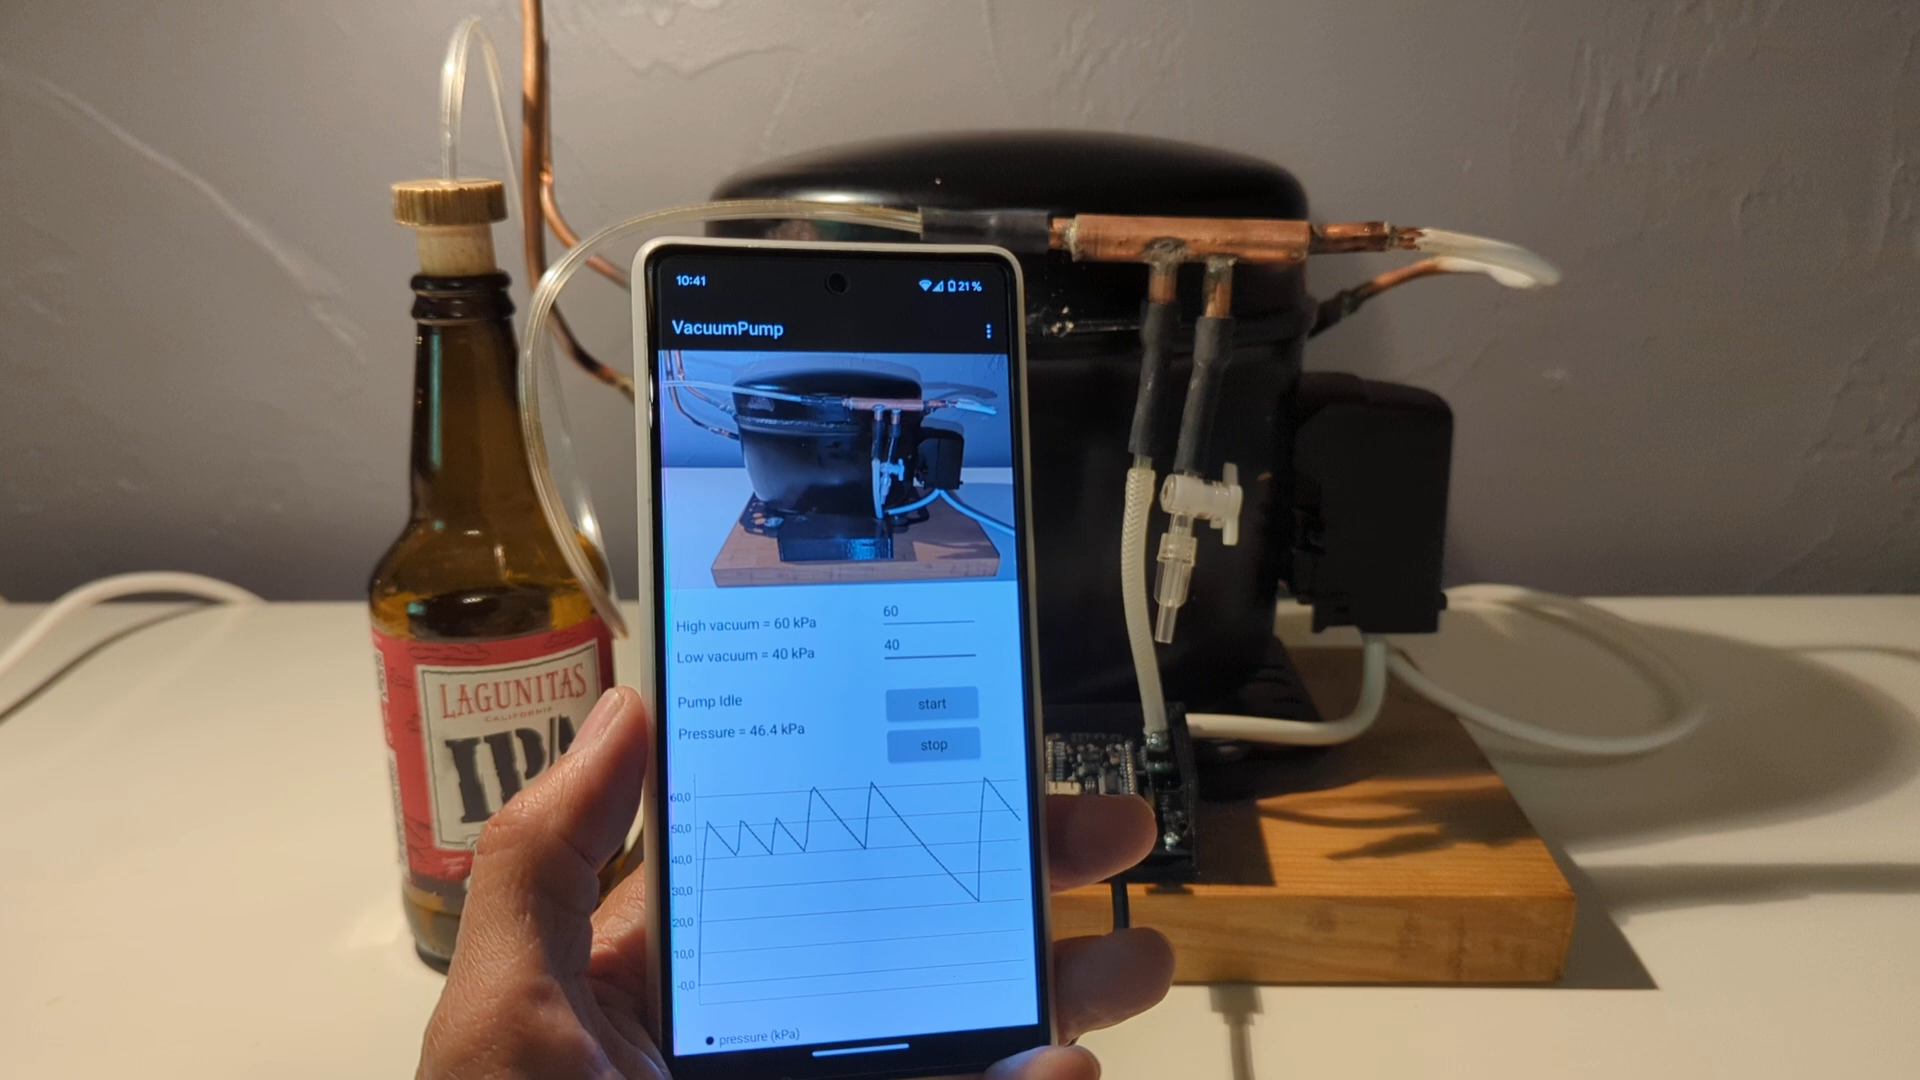 10:41
21%
VacuumPump
High vacuum = 60 kPa
60
Low vacuum = 40 kPa
40
Pump Idle
start
Pressure = 46.4 kPa
stop
60,0
50,0
40,0
30,0
20,0
10,0
-0,0
pressure (kPa)
LAGUNITAS
CALIFORNIA
IPA